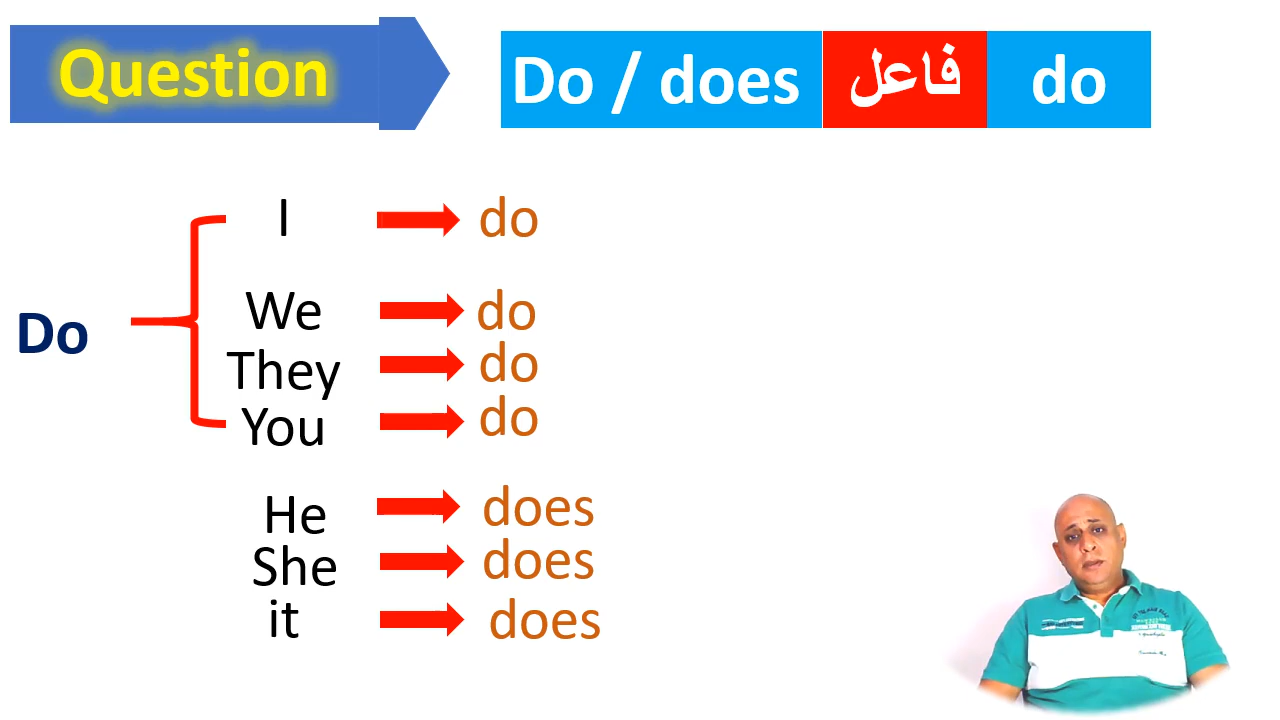 Question
Do / does فاعل do
I do
We do
Do
They do
You do
He does
She does
it does